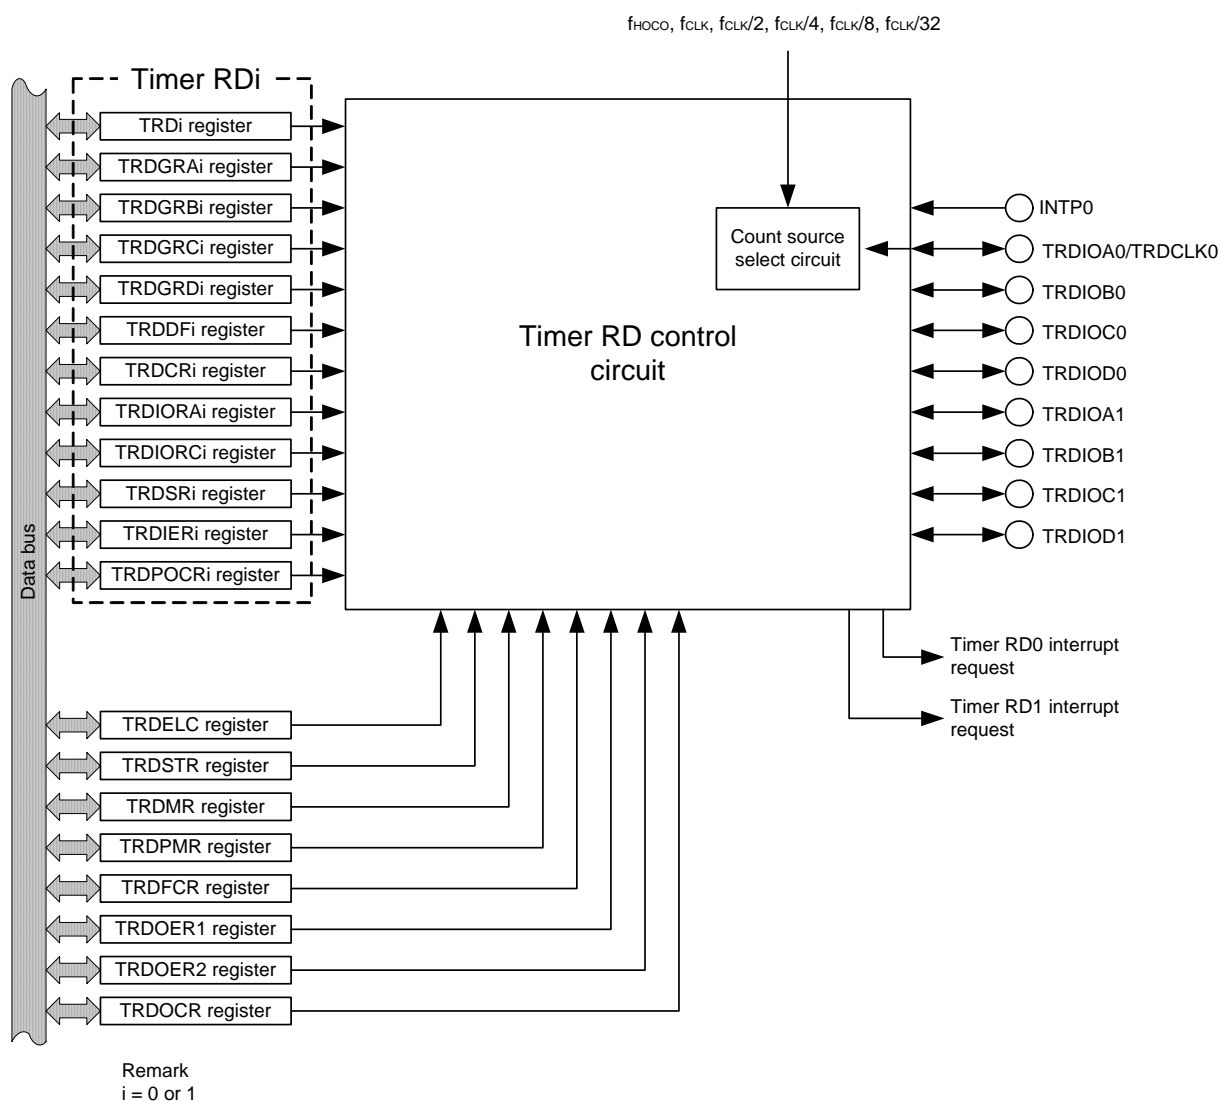 fHOCO, fCLK, fCLK/2, fCLK/4, fCLK/8, fCLK/32
Timer RDi
TRDi register
TRDGRAi register
TRDGRBi register
TRDGRCi register
TRDGRDi register
TRDDFi register
TRDCRi register
TRDIORAi register
TRDIORCi register
TRDSRi register
TRDIERi register
TRDPOCRi register
Data bus
Timer RD control
circuit
Count source
select circuit
INTP0
TRDIOA0/TRDCLK0
TRDIOB0
TRDIOC0
TRDIOD0
TRDIOA1
TRDIOB1
TRDIOC1
TRDIOD1
Timer RD0 interrupt
request
Timer RD1 interrupt
request
TRDELC register
TRDSTR register
TRDMR register
TRDPMR register
TRDFCR register
TRDOER1 register
TRDOER2 register
TRDOCR register
Remark
i = 0 or 1